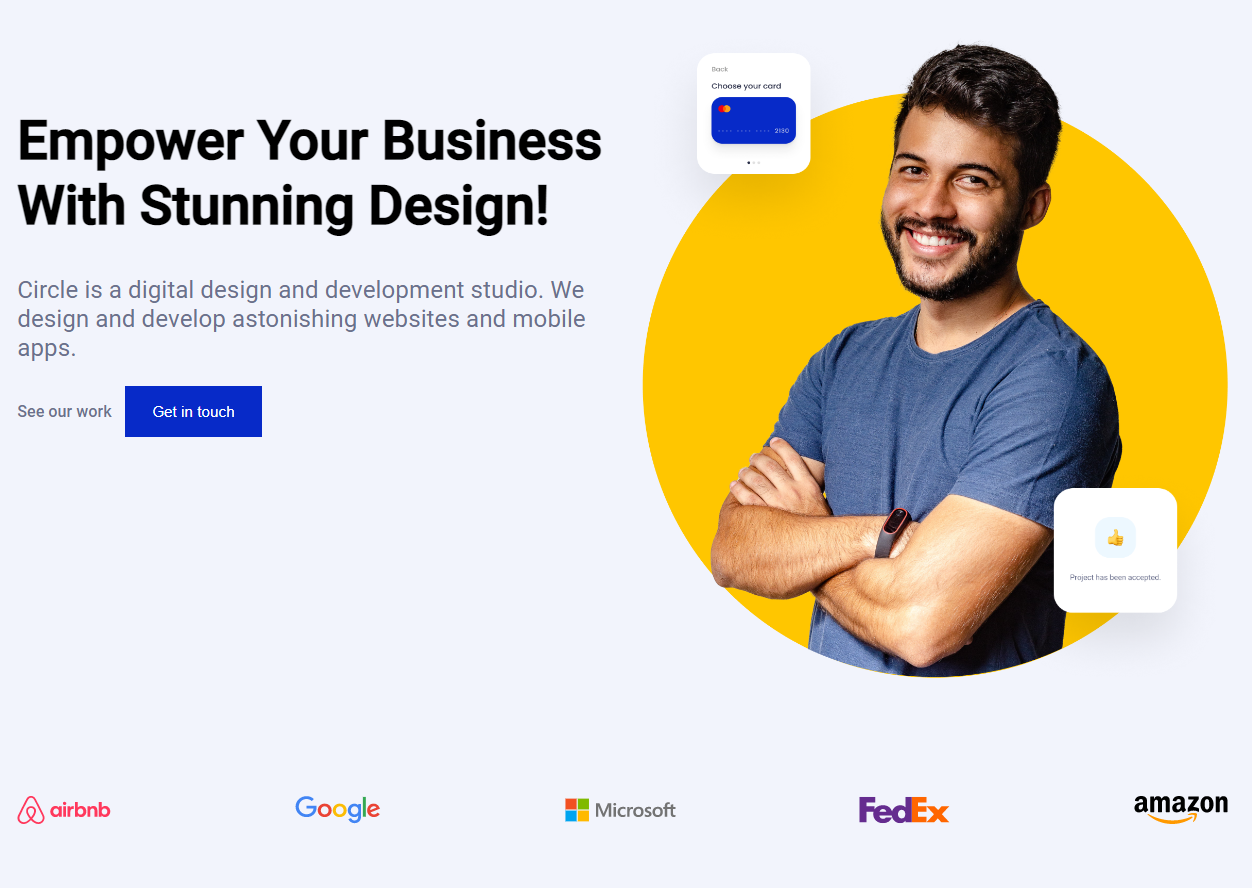 Back
Choose your card
2130
Empower Your Business
With Stunning Design!
Circle is a digital design and development studio. We
design and develop astonishing websites and mobile
apps.
See our work
Get in touch
Project has been accepted.
airbnb
Google
Microsoft
FedEx
amazon